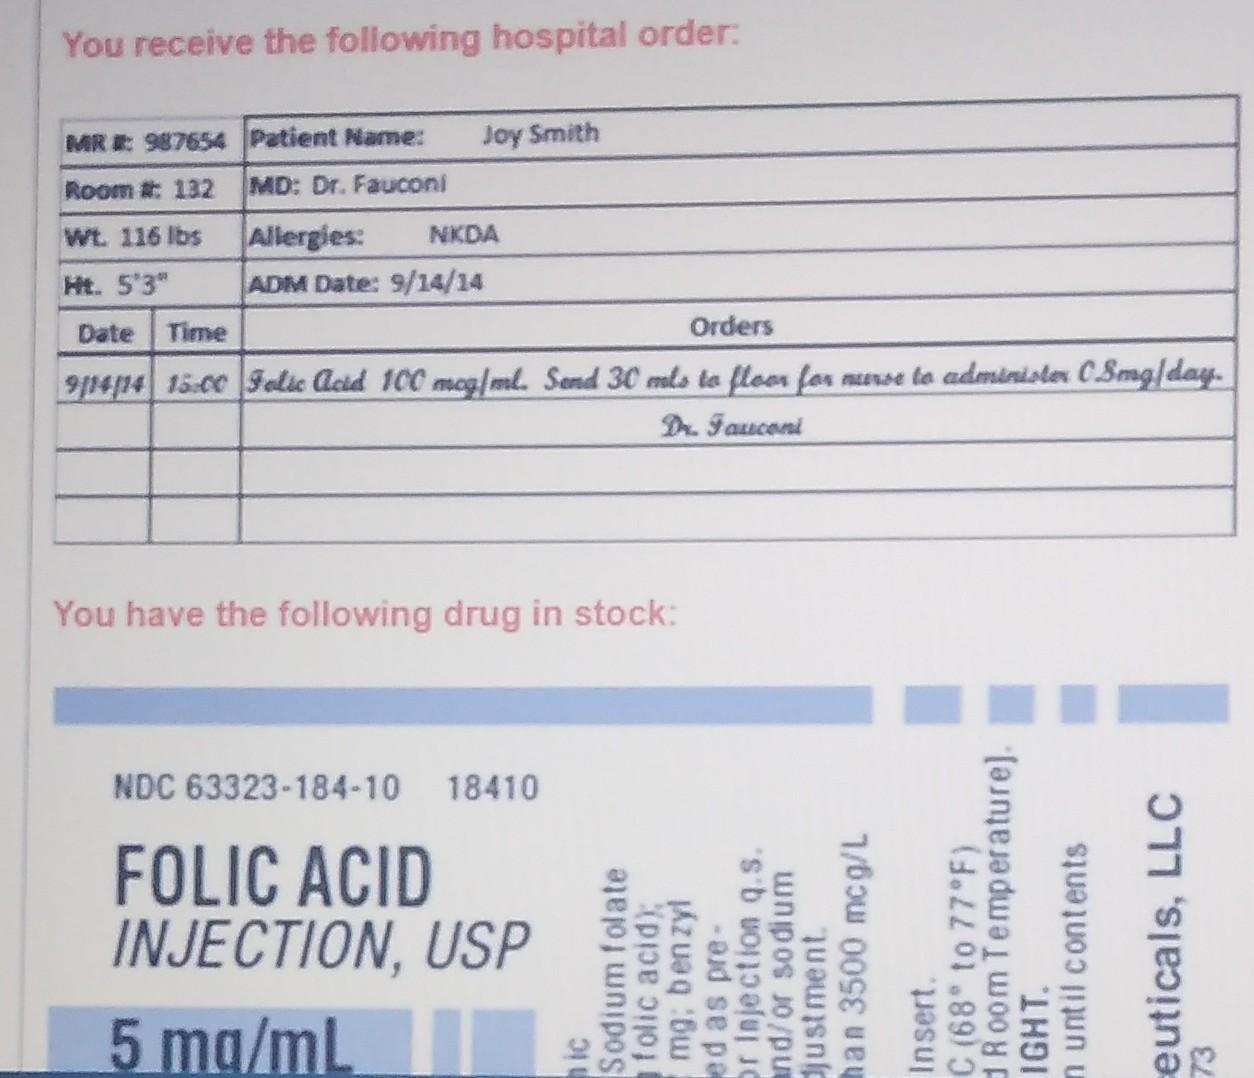 You receive the following hospital order:
MR #: 987654 Patient Name: Joy Smith
Room #: 132 MD: Dr. Fauconi
Wt. 116 lbs Allergies: NKDA
Ht. 5'3" ADM Date: 9/14/14
Date Time Orders
9/14/14 15:00 Folic Acid 100 mcg/ml. Send 30 mls to floor for nurse to administer 0.8mg/day.
Dr. Fauconi
You have the following drug in stock:
NDC 63323-184-10 18410
FOLIC ACID
INJECTION, USP
5 mg/mL
Sodium folate
folic acid);
mg; benzyl
ed as pre-
or Injection q.s.
and/or sodium
djustment.
han 3500 mcg/L
Insert.
C (68° to 77°F)
d Room Temperature].
IGHT.
n until contents
euticals, LLC
73